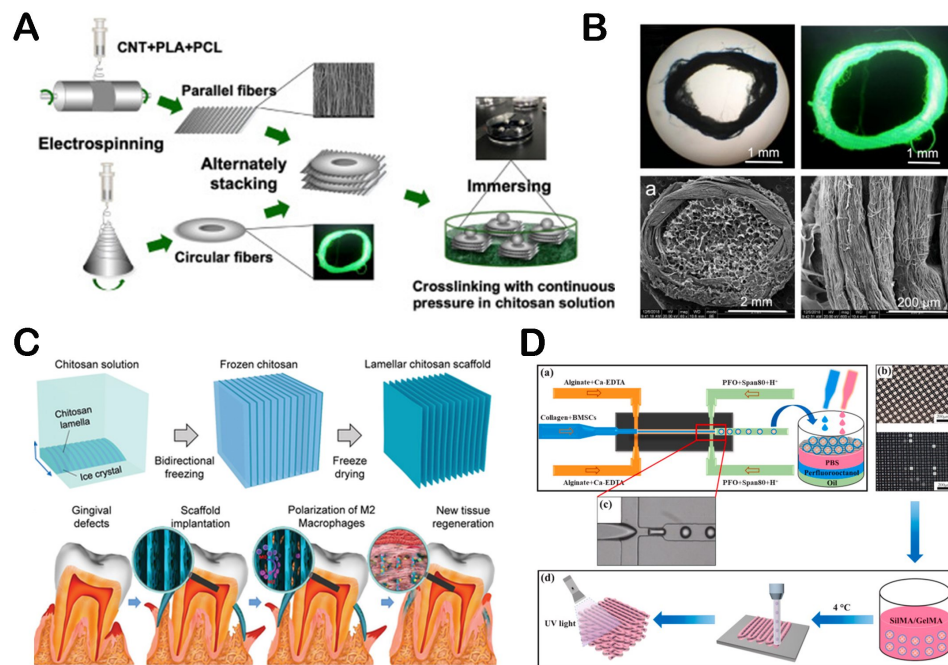 A
CNT+PLA+PCL
Parallel fibers
Electrospinning
Alternately
stacking
Immersing
Circular fibers
Crosslinking with continuous
pressure in chitosan solution
B
1 mm
1 mm
a
2 mm
200 μm
C
Chitosan solution
Frozen chitosan
Lamellar chitosan scaffold
Chitosan
lamella
Ice crystal
Bidirectional
freezing
Freeze
drying
Gingival
defects
Scaffold
implantation
Polarization of M2
Macrophages
New tissue
regeneration
D
(a)
Alginate+Ca-EDTA
PFO+Span80+H⁺
Collagen+BMSCs
Alginate+Ca-EDTA
PFO+Span80+H⁺
PBS
Perfluorooctanol
Oil
(b)
(c)
(d)
UV light
4 °C
SilMA/GelMA